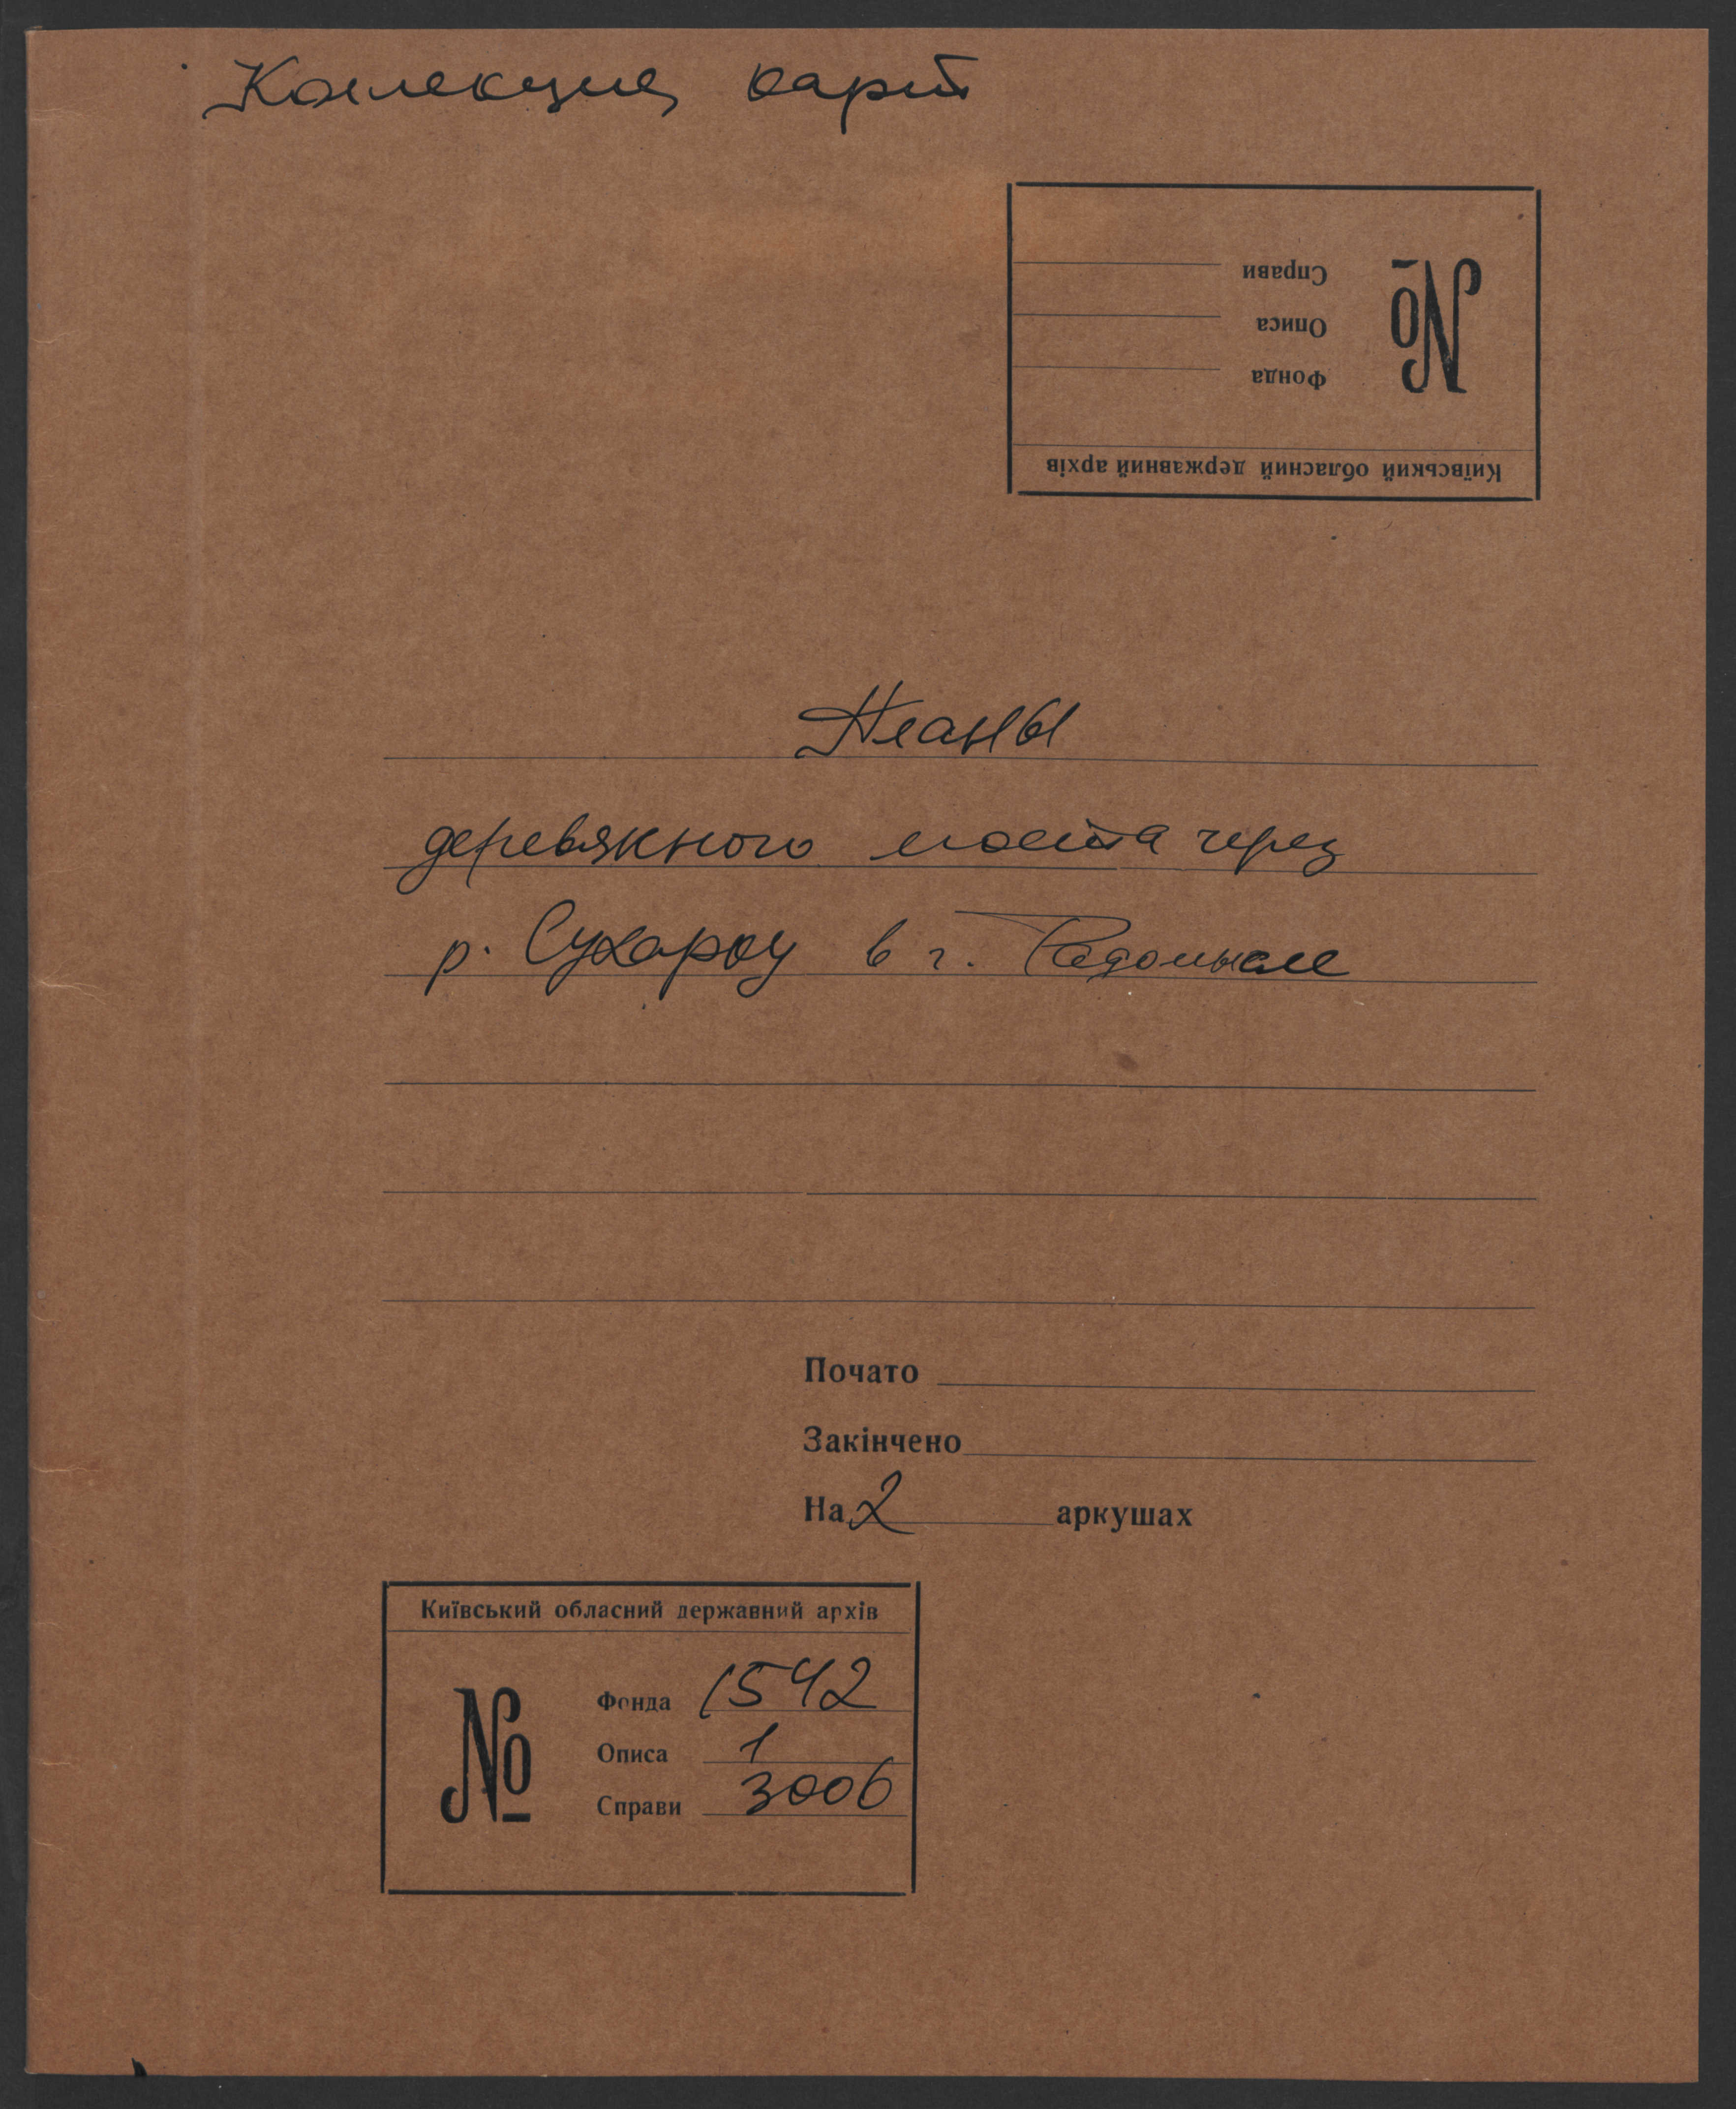 Коллекция карт
Справи
Описа
Фонда
№
Київський обласний державний архів
Планы
деревянного моста через
р. Сухарку в г. Радомысле
Почато
Закінчено
На 2 аркушах
Київський обласний державний архів
№
Фонда 1542
Описа 1
Справи 3006